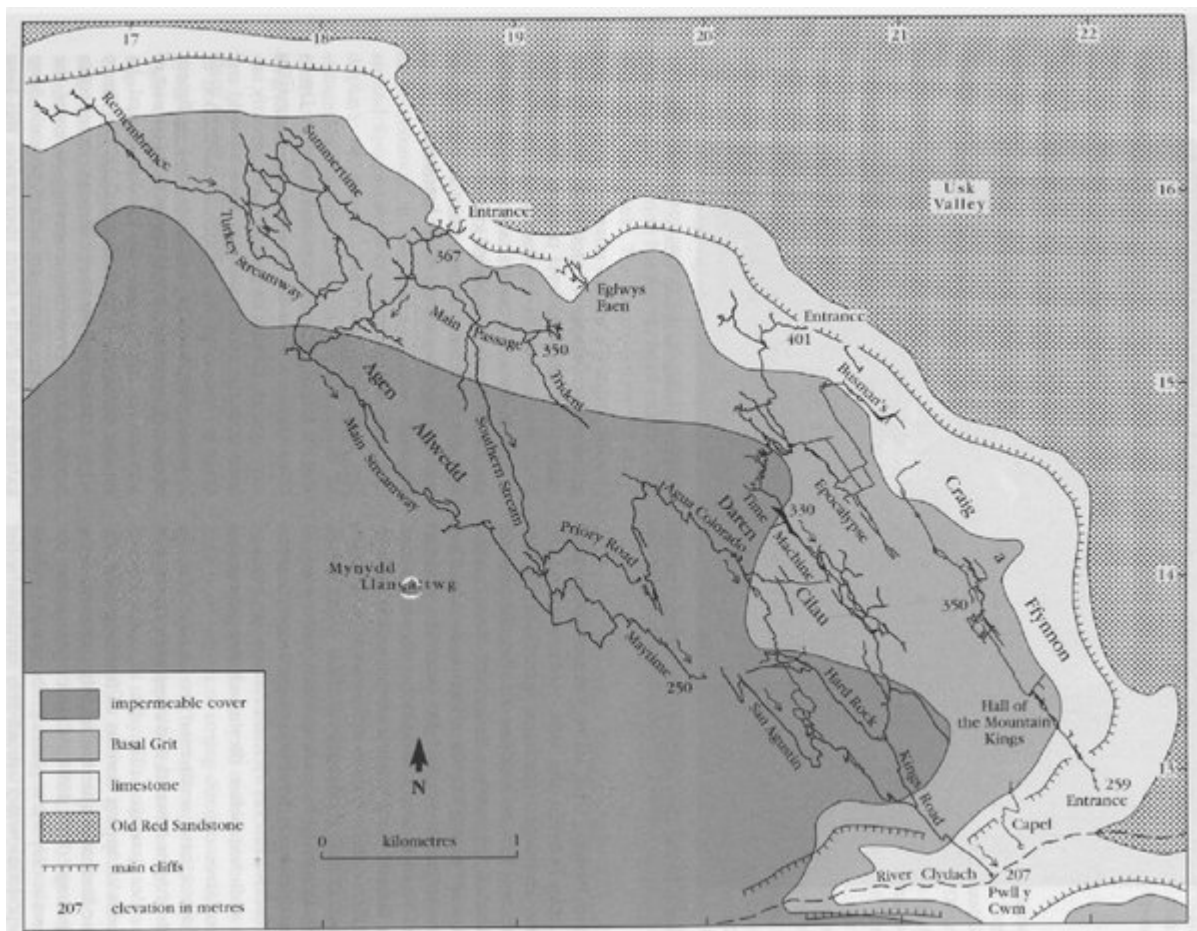 17 18 19 20 21 22
Remembrance
Summertime
Usk
Valley
16
Entrance
367
Turkey Streamway
Eglwys
Faen
Main Passage
350
Entrance
401
Trident
Busman's
15
Agen
Allwedd
Main Streamway
Southern Stream
Craig
a
Ffynnon
Priory Road
Agua Colorado
Daren
Cilau
Time
Machine
330
Epocalypse
14
Mynydd
Llangattwg
350
Maytime
250
Hard Rock
San Agustin
Hall of
the Mountain
Kings
Kings Road
13
259
Entrance
Capel
River Clydach
207
Pwll y
Cwm
impermeable cover
Basal Grit
limestone
Old Red Sandstone
main cliffs
207 elevation in metres
N
0 kilometres 1